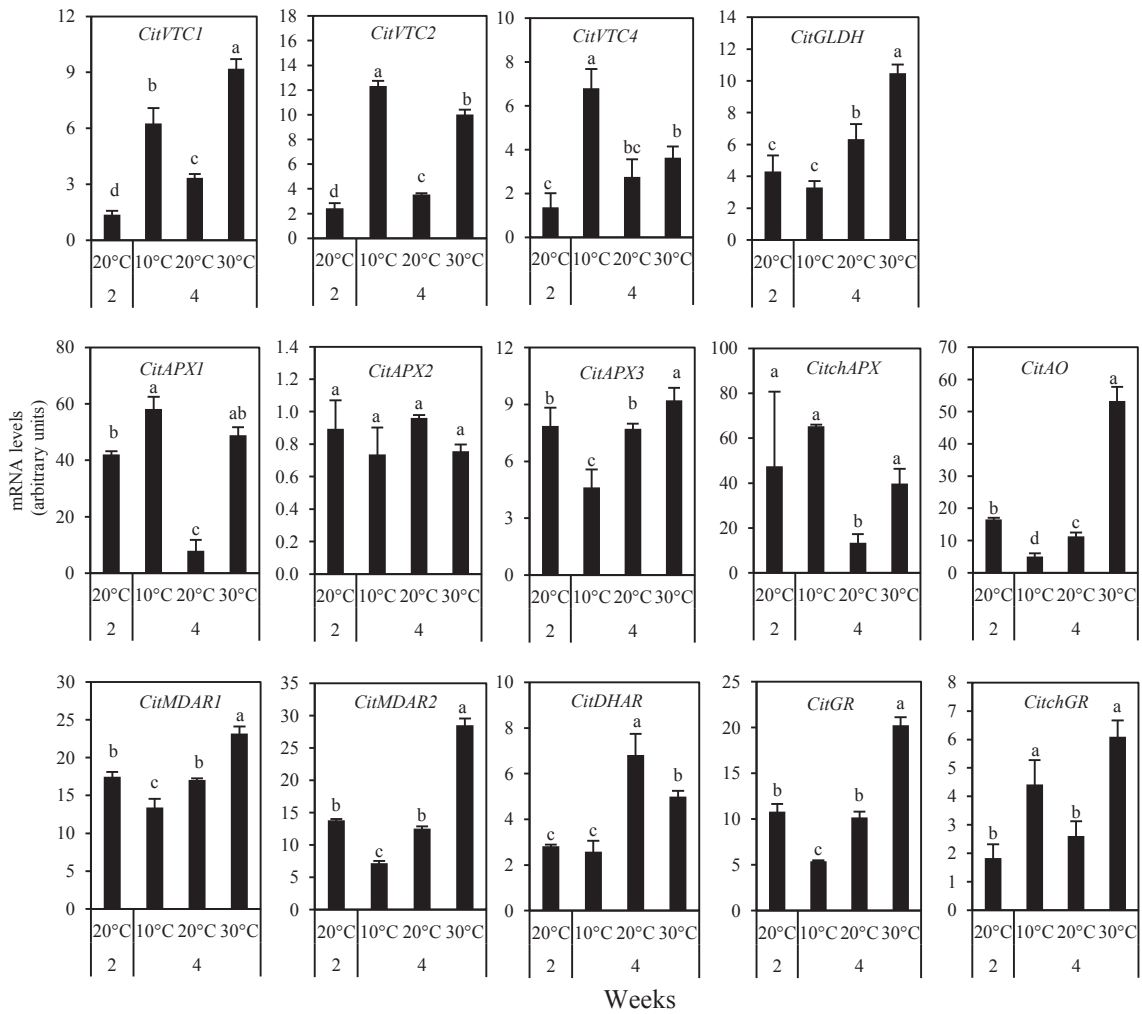 CitVTC1
12
9
6
3
0
d
b
c
a
20°C 10°C 20°C 30°C
2 4
CitVTC2
18
16
14
12
10
8
6
4
2
0
d
a
c
b
20°C 10°C 20°C 30°C
2 4
CitVTC4
10
8
6
4
2
0
c
a
bc
b
20°C 10°C 20°C 30°C
2 4
CitGLDH
14
12
10
8
6
4
2
0
c
c
b
a
20°C 10°C 20°C 30°C
2 4
mRNA levels
(arbitrary units)
CitAPX1
80
60
40
20
0
b
a
c
ab
20°C 10°C 20°C 30°C
2 4
CitAPX2
1.4
1.2
1.0
0.8
0.6
0.4
0.2
0.0
a
a
a
a
20°C 10°C 20°C 30°C
2 4
CitAPX3
12
9
6
3
0
b
c
b
a
20°C 10°C 20°C 30°C
2 4
CitchAPX
100
80
60
40
20
0
a
a
b
a
20°C 10°C 20°C 30°C
2 4
CitAO
70
60
50
40
30
20
10
0
b
d
c
a
20°C 10°C 20°C 30°C
2 4
CitMDAR1
30
25
20
15
10
5
0
b
c
b
a
20°C 10°C 20°C 30°C
2 4
CitMDAR2
35
30
25
20
15
10
5
0
b
c
b
a
20°C 10°C 20°C 30°C
2 4
CitDHAR
10
8
6
4
2
0
c
c
a
b
20°C 10°C 20°C 30°C
2 4
CitGR
25
20
15
10
5
0
b
c
b
a
20°C 10°C 20°C 30°C
2 4
CitchGR
8
7
6
5
4
3
2
1
0
b
a
b
a
20°C 10°C 20°C 30°C
2 4
Weeks